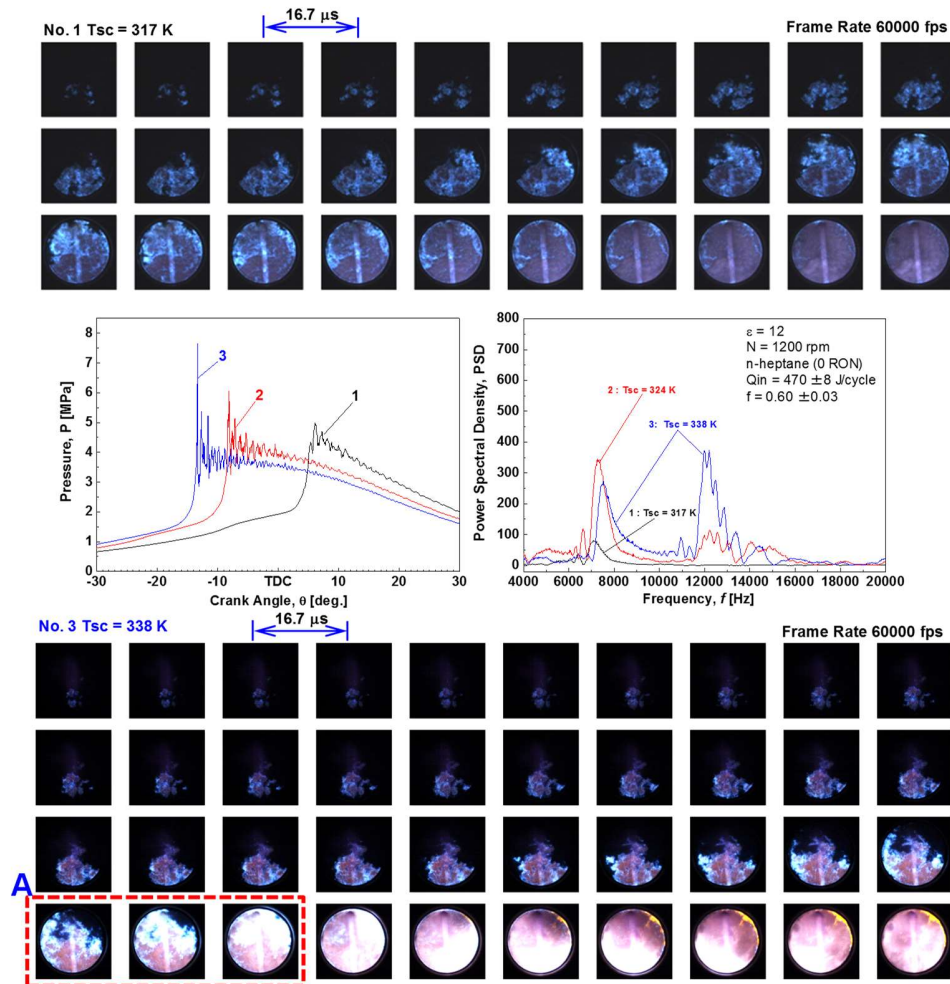 No. 1 Tsc = 317 K
16.7 μs
Frame Rate 60000 fps
Pressure, P [MPa]
8
7
6
5
4
3
2
1
0
3
2
1
-30
-20
-10
TDC
10
20
30
Crank Angle, θ [deg.]
Power Spectral Density, PSD
800
700
600
500
400
300
200
100
0
ε = 12
N = 1200 rpm
n-heptane (0 RON)
Qin = 470 ±8 J/cycle
f = 0.60 ±0.03
2 : Tsc = 324 K
3: Tsc = 338 K
1 : Tsc = 317 K
4000
6000
8000
10000
12000
14000
16000
18000
20000
Frequency, f [Hz]
No. 3 Tsc = 338 K
16.7 μs
Frame Rate 60000 fps
A